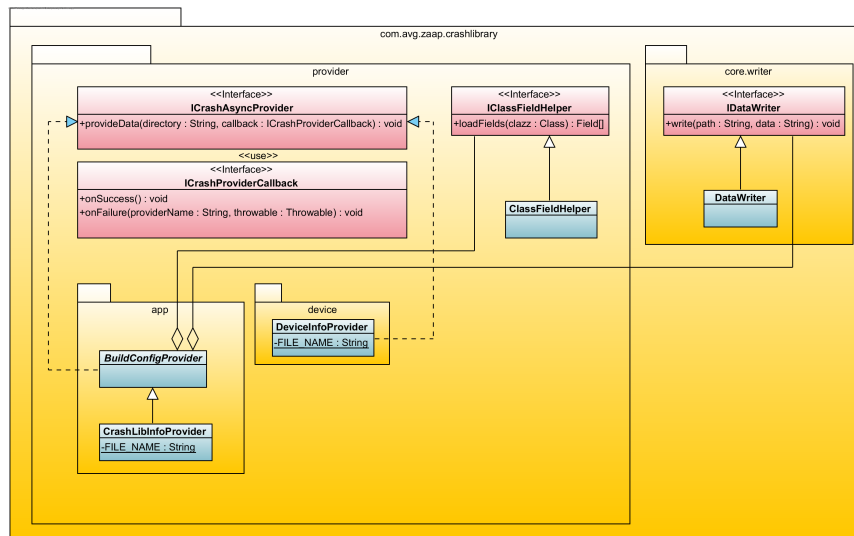 com.avg.zaap.crashlibrary
provider
<<Interface>>
ICrashAsyncProvider
+provideData(directory : String, callback : ICrashProviderCallback) : void
<<use>>
<<Interface>>
ICrashProviderCallback
+onSuccess() : void
+onFailure(providerName : String, throwable : Throwable) : void
<<Interface>>
IClassFieldHelper
+loadFields(clazz : Class) : Field[]
ClassFieldHelper
core.writer
<<Interface>>
IDataWriter
+write(path : String, data : String) : void
DataWriter
app
BuildConfigProvider
CrashLibInfoProvider
-FILE_NAME : String
device
DeviceInfoProvider
-FILE_NAME : String